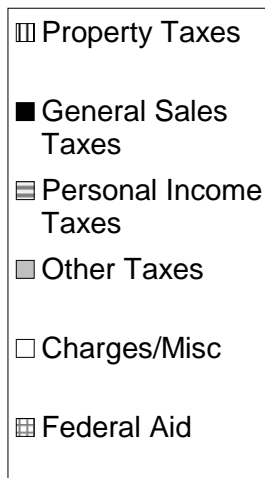 Property Taxes
General Sales
Taxes
Personal Income
Taxes
Other Taxes
Charges/Misc
Federal Aid